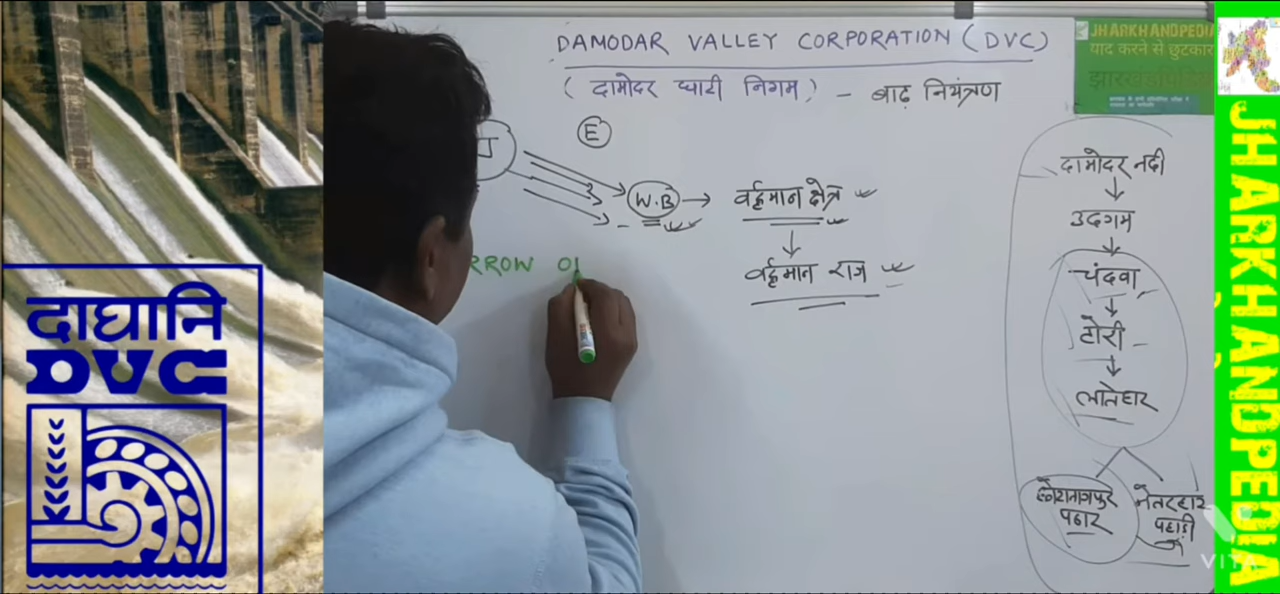 DAMODAR VALLEY CORPORATION (DVC)
(दामोदर घाटी निगम) - बाढ़ नियंत्रण
JHARKHANDPEDIA
याद करने से छुटकारा
E
W.B → वर्द्धमान क्षेत्र
वर्द्धमान राज
RROW
दामोदर नदी
उदगम
चंदवा
टोरी
लातेहार
छोटानागपुर पठार
नेतरहाट पहाड़ी
दाघानि
DVC
JHARKHANDPEDIA
VITA